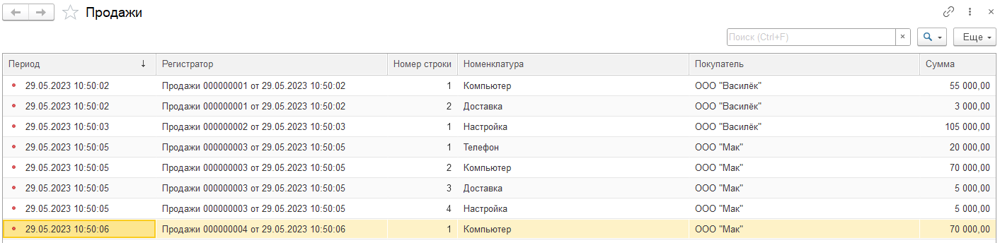 Продажи
Поиск (Ctrl+F) × Еще
Период ↓ Регистратор Номер строки Номенклатура Покупатель Сумма
29.05.2023 10:50:02 Продажи 000000001 от 29.05.2023 10:50:02 1 Компьютер ООО "Василёк" 55 000,00
29.05.2023 10:50:02 Продажи 000000001 от 29.05.2023 10:50:02 2 Доставка ООО "Василёк" 3 000,00
29.05.2023 10:50:03 Продажи 000000002 от 29.05.2023 10:50:03 1 Настройка ООО "Василёк" 105 000,00
29.05.2023 10:50:05 Продажи 000000003 от 29.05.2023 10:50:05 1 Телефон ООО "Мак" 20 000,00
29.05.2023 10:50:05 Продажи 000000003 от 29.05.2023 10:50:05 2 Компьютер ООО "Мак" 70 000,00
29.05.2023 10:50:05 Продажи 000000003 от 29.05.2023 10:50:05 3 Доставка ООО "Мак" 5 000,00
29.05.2023 10:50:05 Продажи 000000003 от 29.05.2023 10:50:05 4 Настройка ООО "Мак" 5 000,00
29.05.2023 10:50:06 Продажи 000000004 от 29.05.2023 10:50:06 1 Компьютер ООО "Мак" 70 000,00